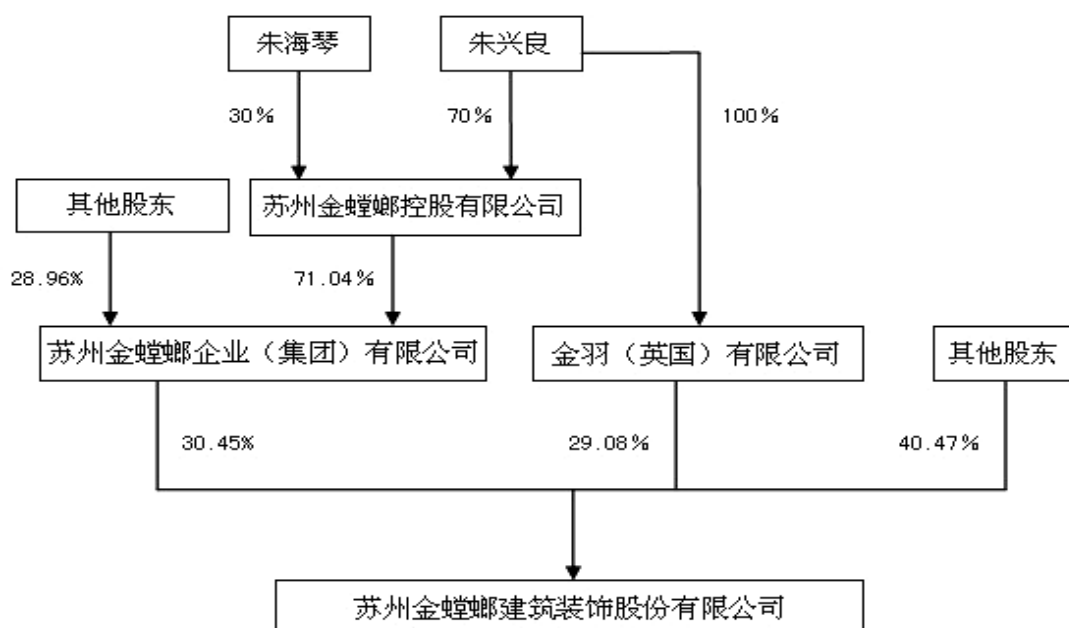 朱海琴
朱兴良
30%
70%
100%
其他股东
苏州金螳螂控股有限公司
28.96%
71.04%
苏州金螳螂企业（集团）有限公司
金羽（英国）有限公司
其他股东
30.45%
29.08%
40.47%
苏州金螳螂建筑装饰股份有限公司